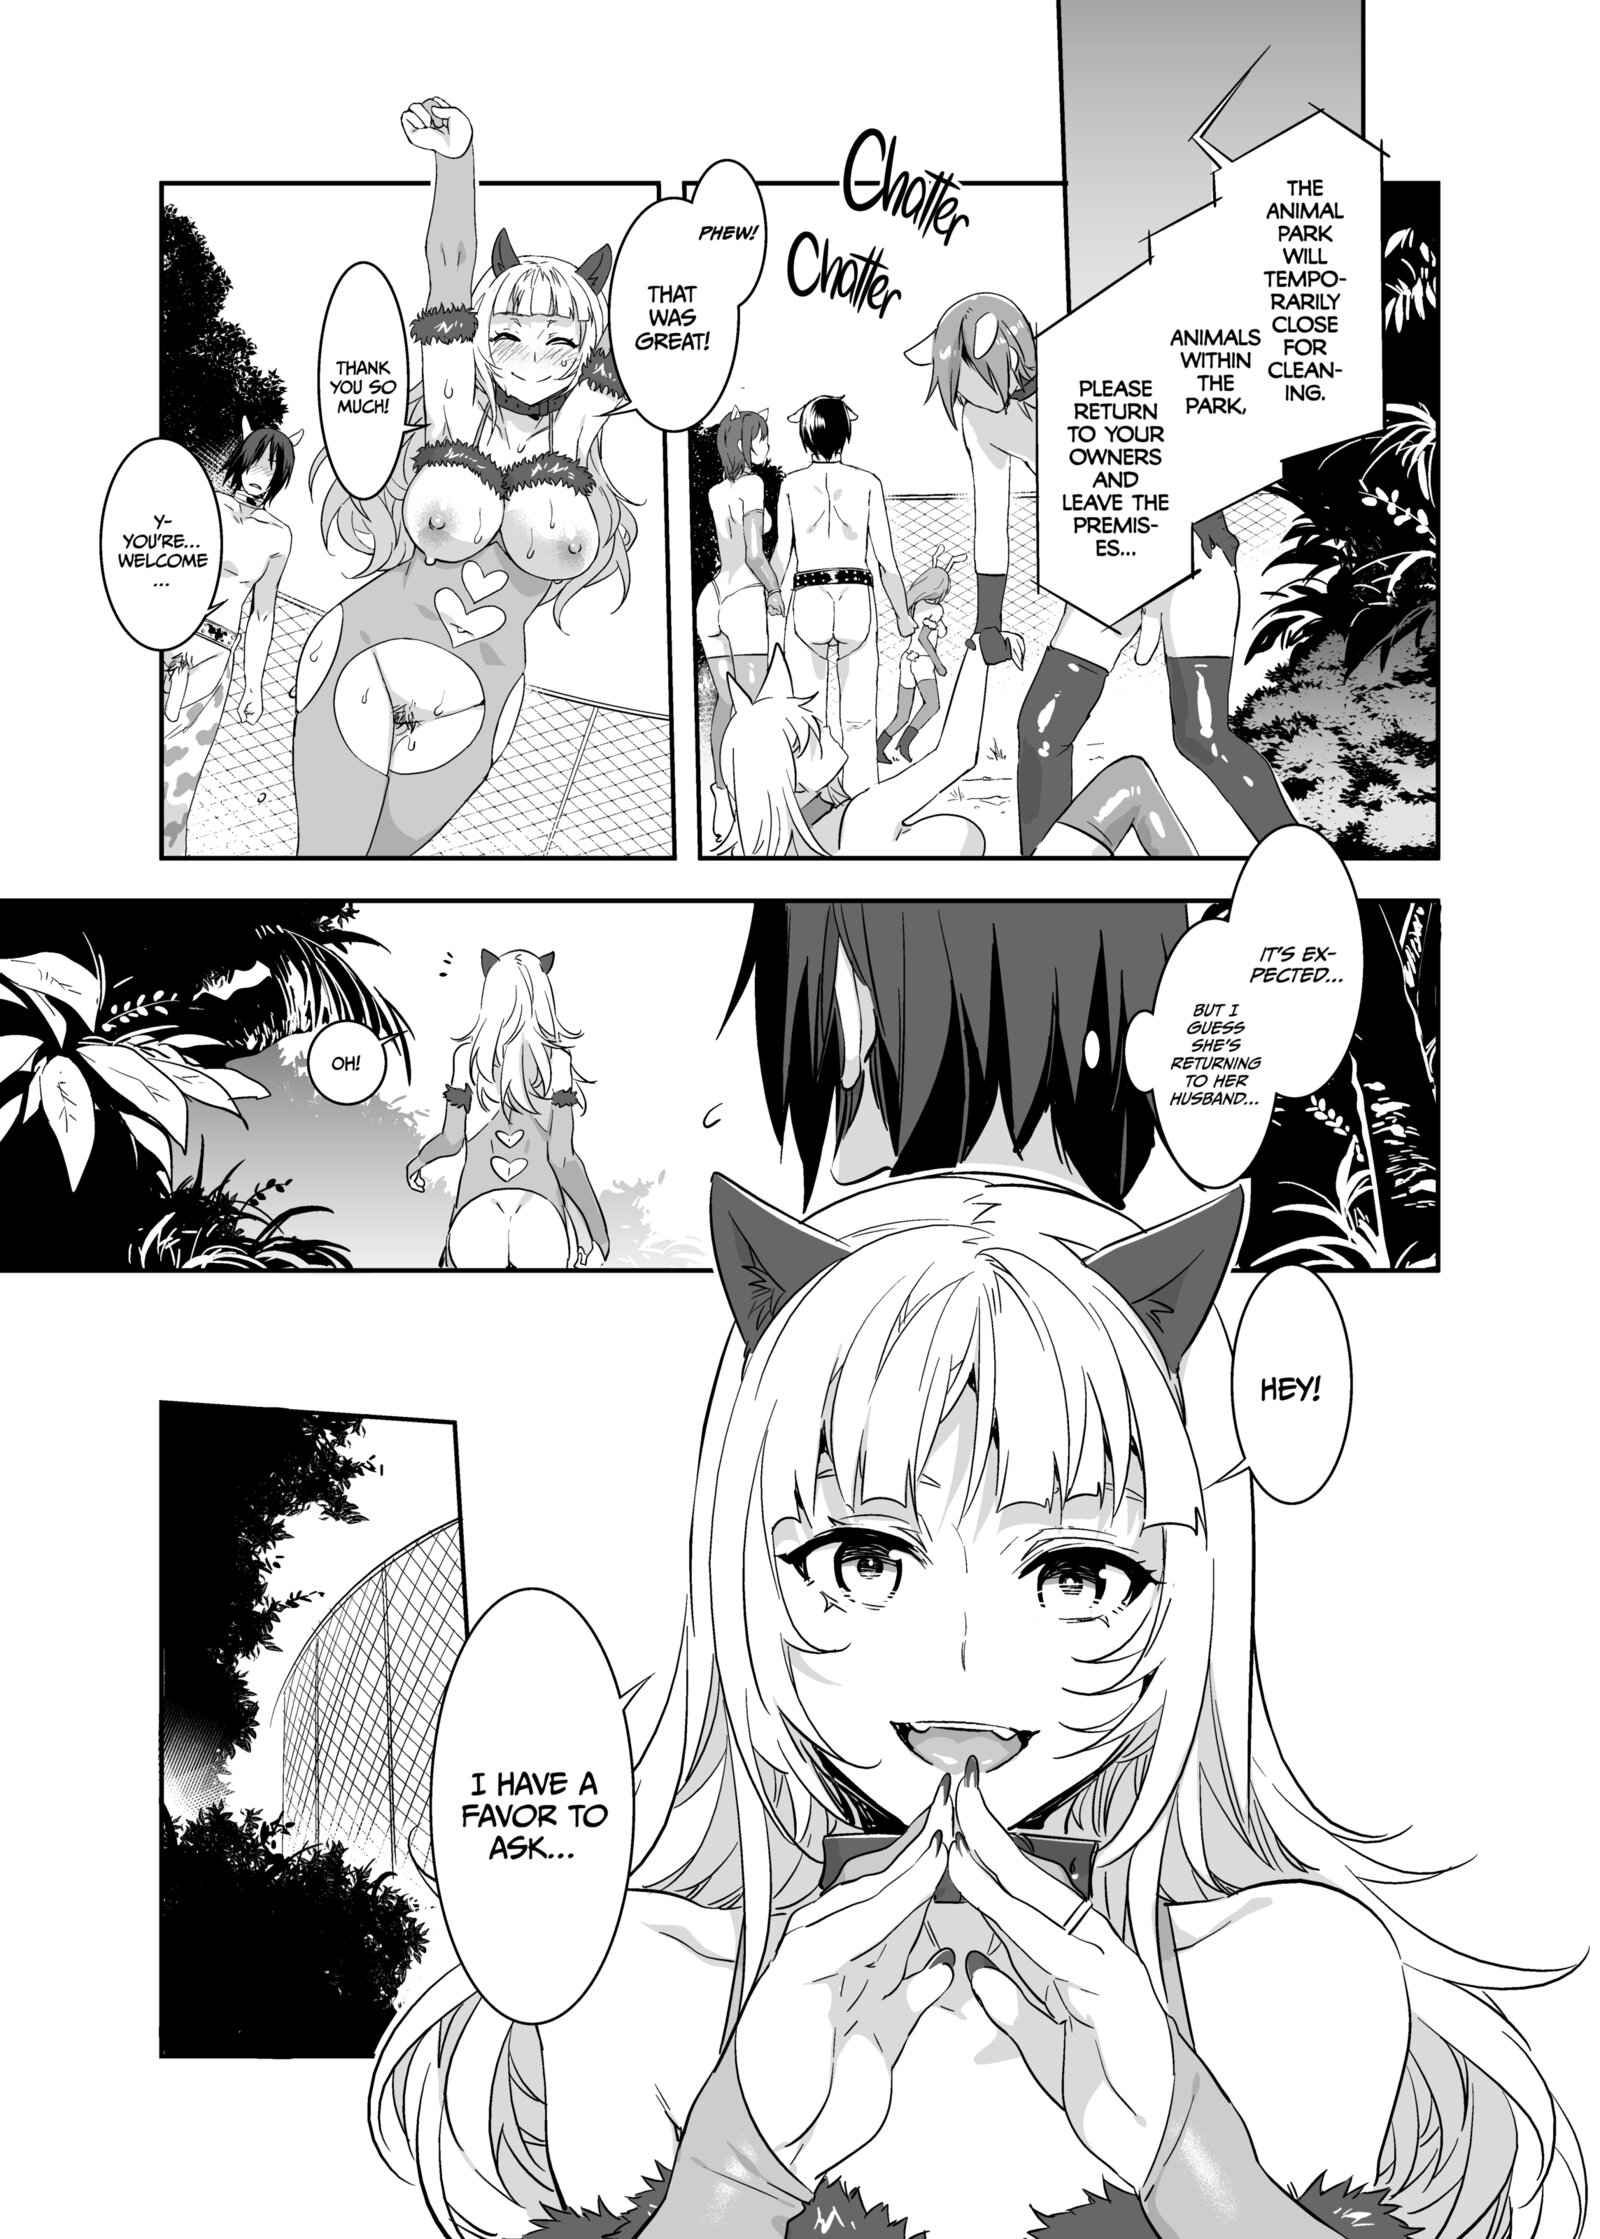 THE
ANIMAL
PARK
WILL
TEMPO-
RARILY
CLOSE
FOR
CLEAN-
ING.
ANIMALS
WITHIN
THE
PARK,
PLEASE
RETURN
TO YOUR
OWNERS
AND
LEAVE THE
PREMIS-
ES...
Chatter
Chatter
PHEW!
THAT
WAS
GREAT!
THANK
YOU SO
MUCH!
Y-
YOU'RE...
WELCOME
...
IT'S EX-
PECTED...
BUT I
GUESS
SHE'S
RETURNING
TO HER
HUSBAND...
OH!
HEY!
I HAVE A
FAVOR TO
ASK...